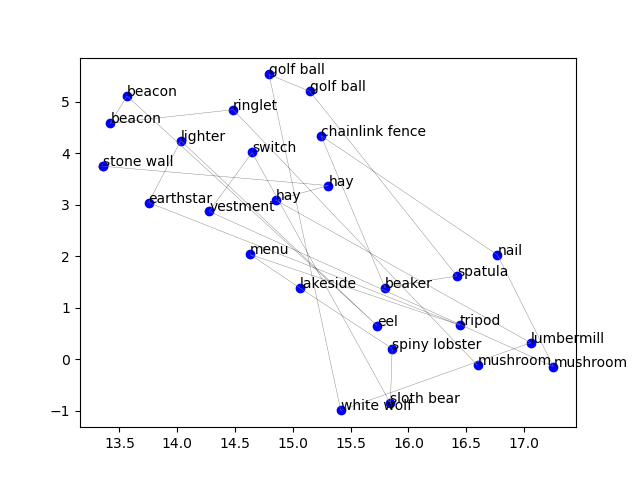 golf ball
golf ball
beacon
ringlet
beacon
chainlink fence
lighter
switch
stone wall
hay
hay
earthstar
vestment
menu
nail
spatula
lakeside
beaker
eel
tripod
lumbermill
spiny lobster
mushroom
mushroom
sloth bear
white wolf
5
4
3
2
1
0
−1
13.5 14.0 14.5 15.0 15.5 16.0 16.5 17.0